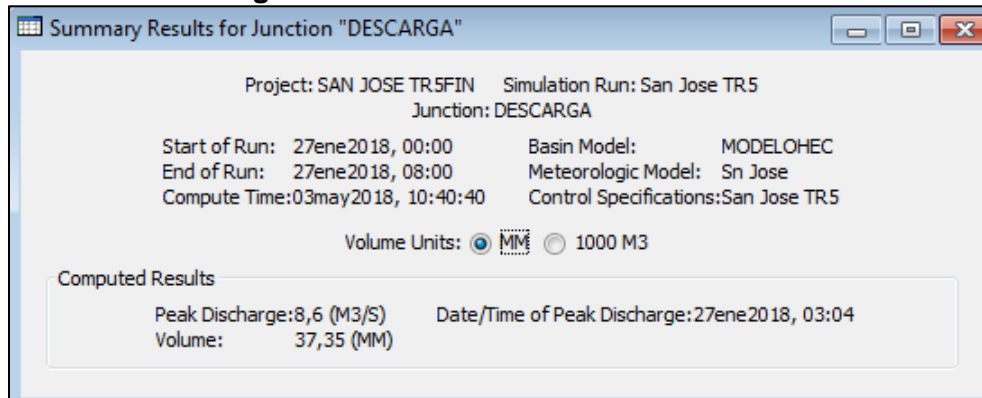 Summary Results for Junction "DESCARGA"
Project: SAN JOSE TR5FIN Simulation Run: San Jose TR5
Junction: DESCARGA
Start of Run: 27ene2018, 00:00 Basin Model: MODELOHEC
End of Run: 27ene2018, 08:00 Meteorologic Model: Sn Jose
Compute Time:03may2018, 10:40:40 Control Specifications:San Jose TR5
Volume Units: MM 1000 M3
Computed Results
Peak Discharge:8,6 (M3/S) Date/Time of Peak Discharge:27ene2018, 03:04
Volume: 37,35 (MM)